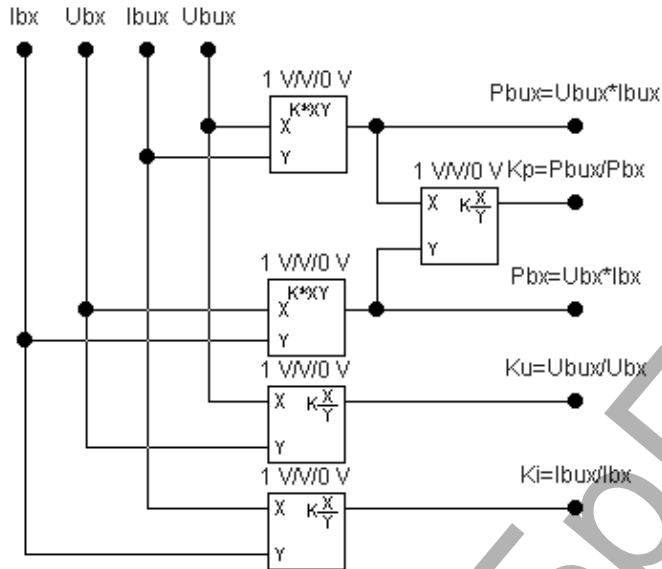 Ibx Ubx Ibux Ubux
1 V/V/0 V
K*XY
X
Y
Pbux=Ubux*Ibux
1 V/V/0 V
Kp=Pbux/Pbx
X K X/Y
Y
1 V/V/0 V
K*XY
X
Y
Pbx=Ubx*Ibx
1 V/V/0 V
X K X/Y
Y
Ku=Ubux/Ubx
1 V/V/0 V
X K X/Y
Y
Ki=Ibux/Ibx